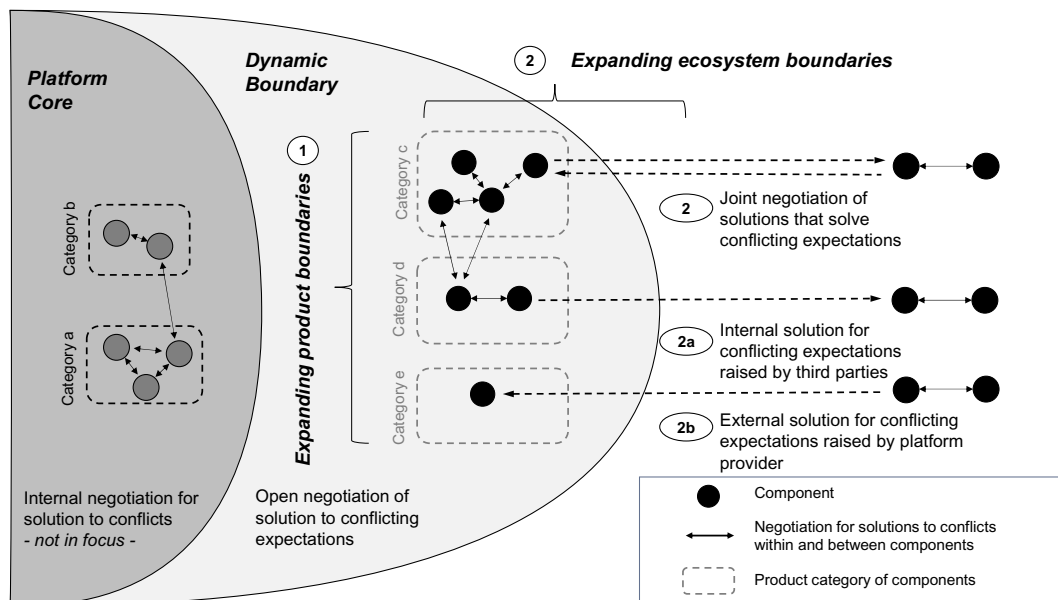 Platform
Core
Dynamic
Boundary
2 Expanding ecosystem boundaries
1
Expanding product boundaries
Category b
Category a
Category c
Category d
Category e
2 Joint negotiation of
solutions that solve
conflicting expectations
2a Internal solution for
conflicting expectations
raised by third parties
2b External solution for conflicting
expectations raised by platform
provider
Internal negotiation for
solution to conflicts
- not in focus -
Open negotiation of
solution to conflicting
expectations
Component
Negotiation for solutions to conflicts
within and between components
Product category of components